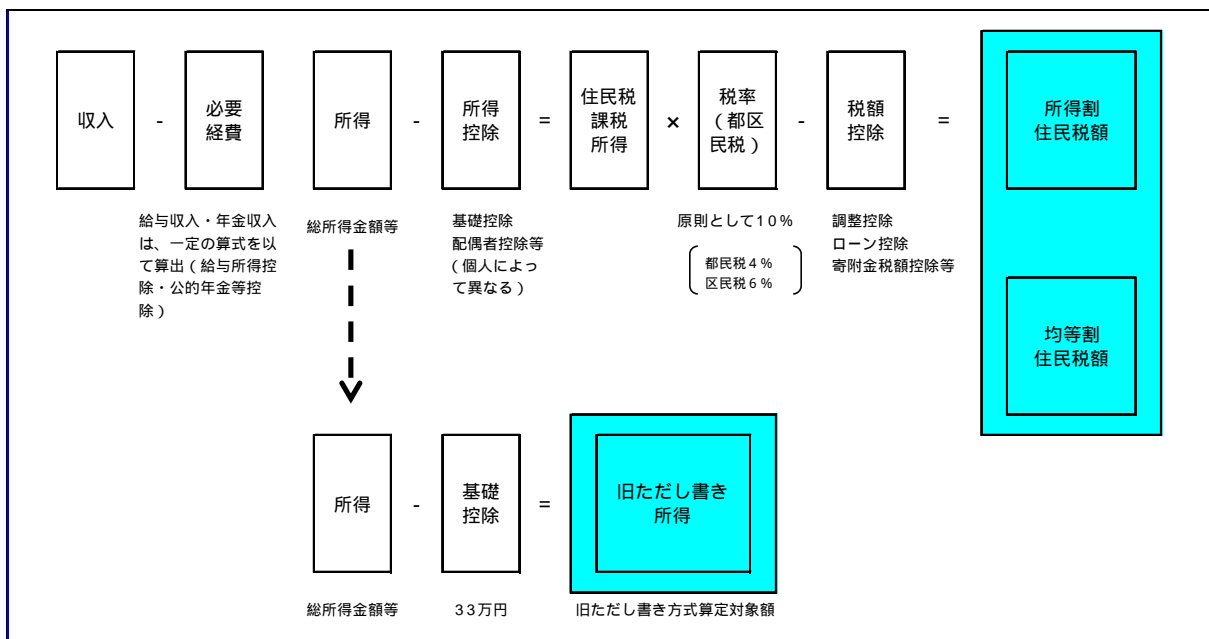 収入
-
必要
経費
所得
-
所得
控除
=
住民税
課税
所得
×
税率
(都区
民税)
-
税額
控除
=
所得割
住民税額
給与収入・年金収入
は、一定の算式を以
て算出(給与所得控
除・公的年金等控
除)
総所得金額等
基礎控除
配偶者控除等
(個人によっ
て異なる)
原則として10%
都民税4%
区民税6%
調整控除
ローン控除
寄附金税額控除等
均等割
住民税額
所得
-
基礎
控除
=
旧ただし書き
所得
総所得金額等
33万円
旧ただし書き方式算定対象額